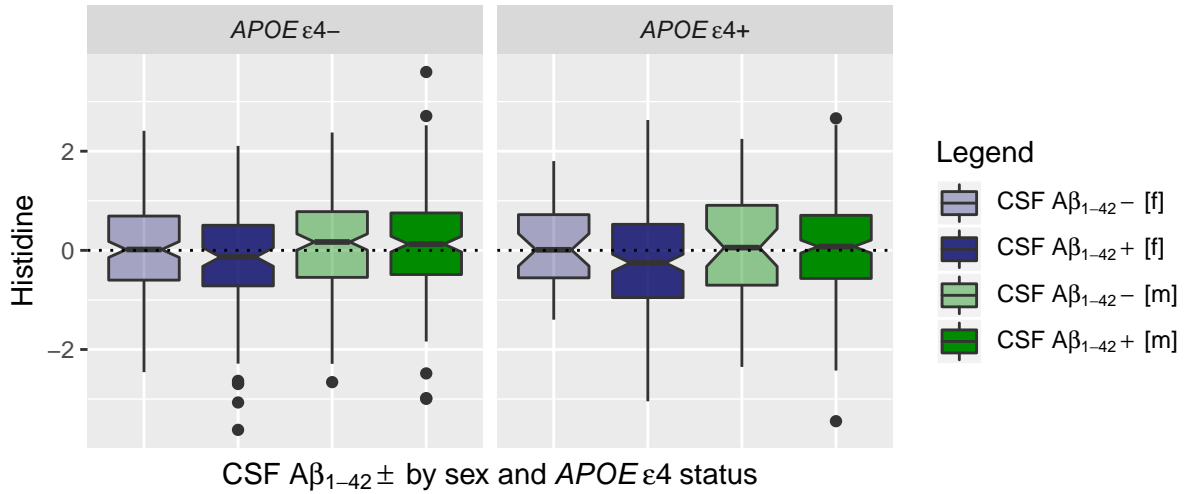 APOE ε4−
APOE ε4+
Histidine
2
0
−2
CSF Aβ1−42 ± by sex and APOE ε4 status
Legend
CSF Aβ1−42 − [f]
CSF Aβ1−42 + [f]
CSF Aβ1−42 − [m]
CSF Aβ1−42 + [m]